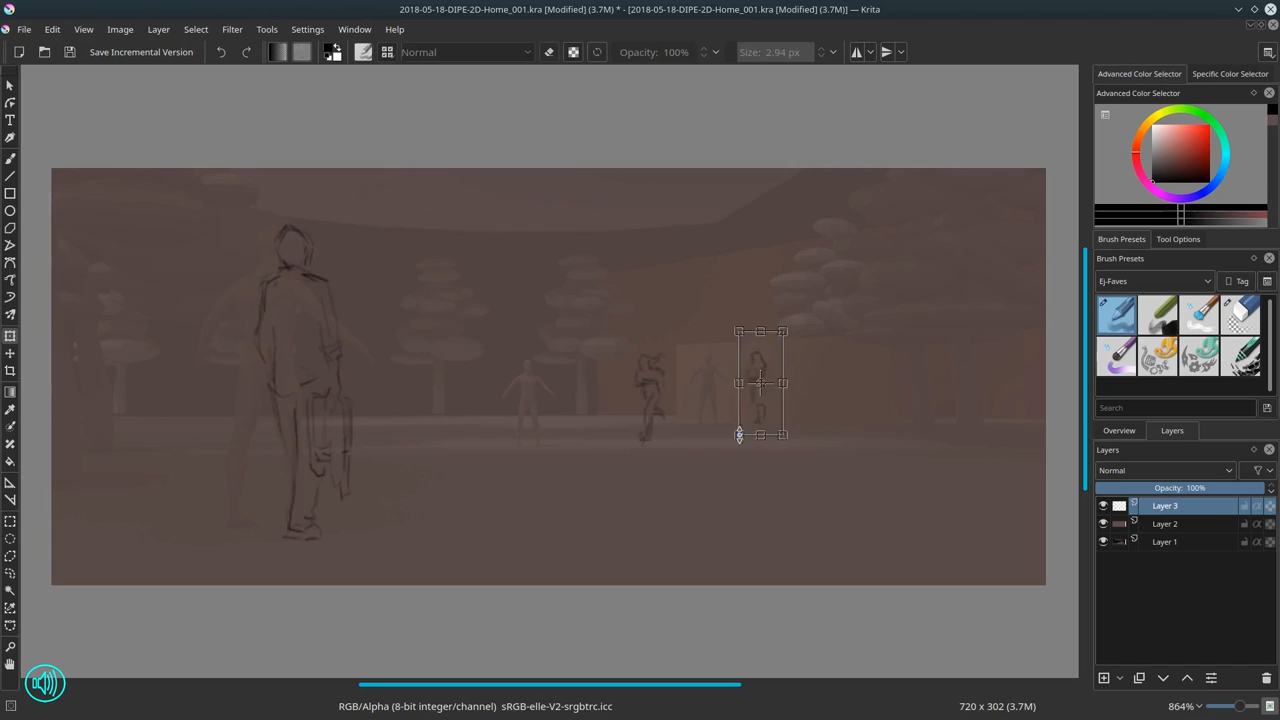 2018-05-18-DIPE-2D-Home_001.kra [Modified] (3.7M) * - [2018-05-18-DIPE-2D-Home_001.kra [Modified] (3.7M)] — Krita
File Edit View Image Layer Select Filter Tools Settings Window Help
Save Incremental Version Normal Opacity: 100% Size: 2.94 px
Advanced Color Selector Specific Color Selector
Advanced Color Selector
Brush Presets Tool Options
Brush Presets
Ej-Faves Tag
Search
Overview Layers
Layers
Normal
Opacity: 100%
Layer 3
Layer 2
Layer 1
RGB/Alpha (8-bit integer/channel) sRGB-elle-V2-srgbtrc.icc 720 x 302 (3.7M) 864%